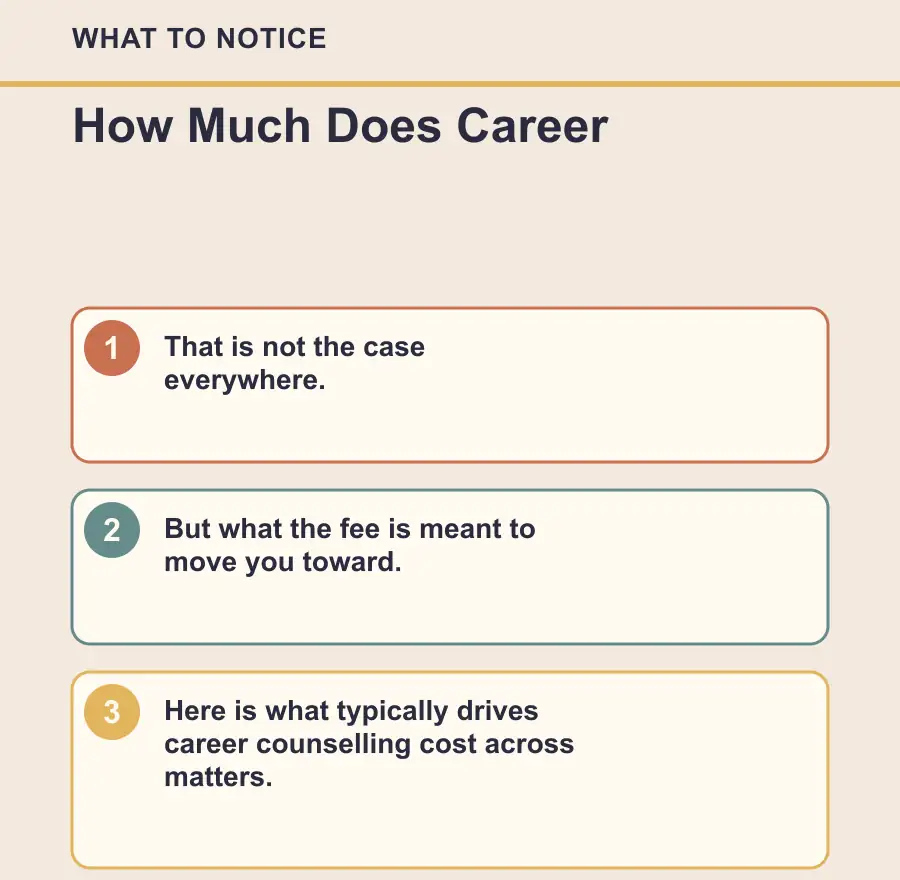 WHAT TO NOTICE
How Much Does Career
1
That is not the case
everywhere.
2
But what the fee is meant to
move you toward.
3
Here is what typically drives
career counselling cost across
matters.